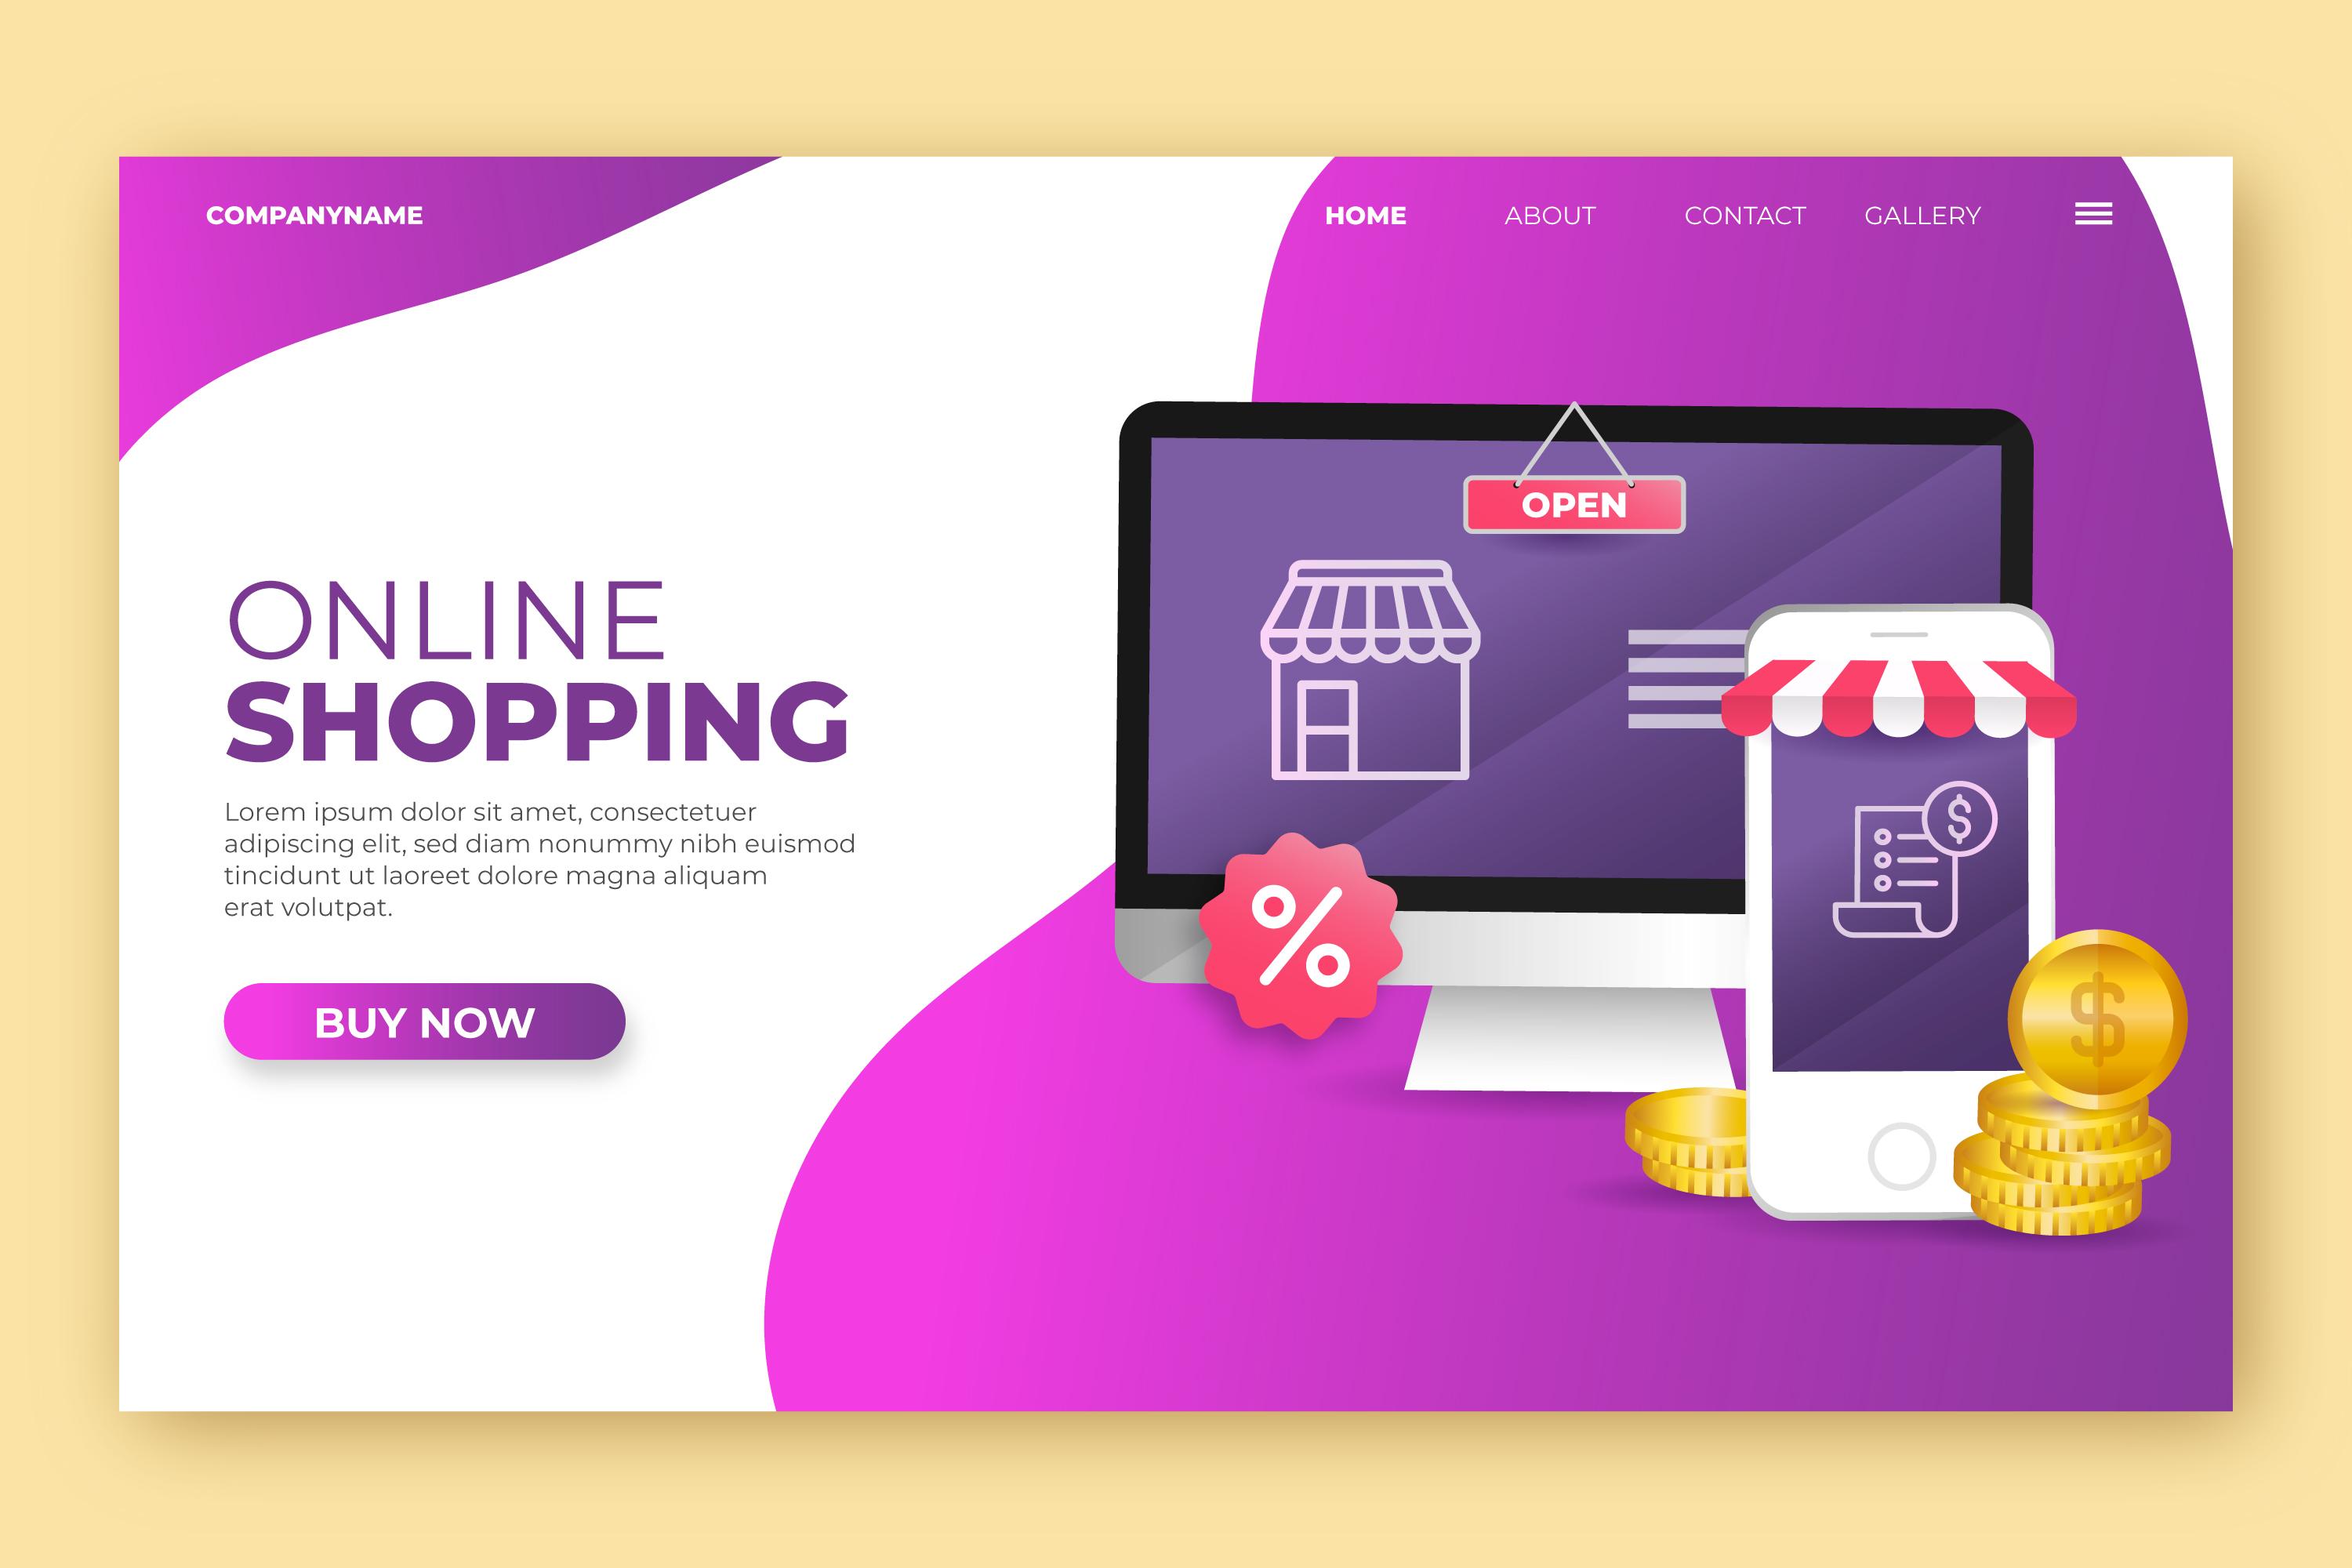 COMPANYNAME
HOME ABOUT CONTACT GALLERY
OPEN
ONLINE
SHOPPING
Lorem ipsum dolor sit amet, consectetuer
adipiscing elit, sed diam nonummy nibh euismod
tincidunt ut laoreet dolore magna aliquam
erat volutpat.
BUY NOW
%
$
$